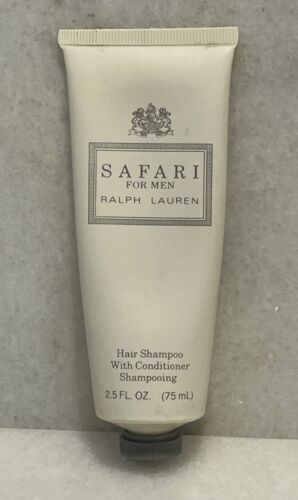 SAFARI
FOR MEN
RALPH LAUREN
Hair Shampoo
With Conditioner
Shampooing
2.5 FL. OZ. (75 mL)